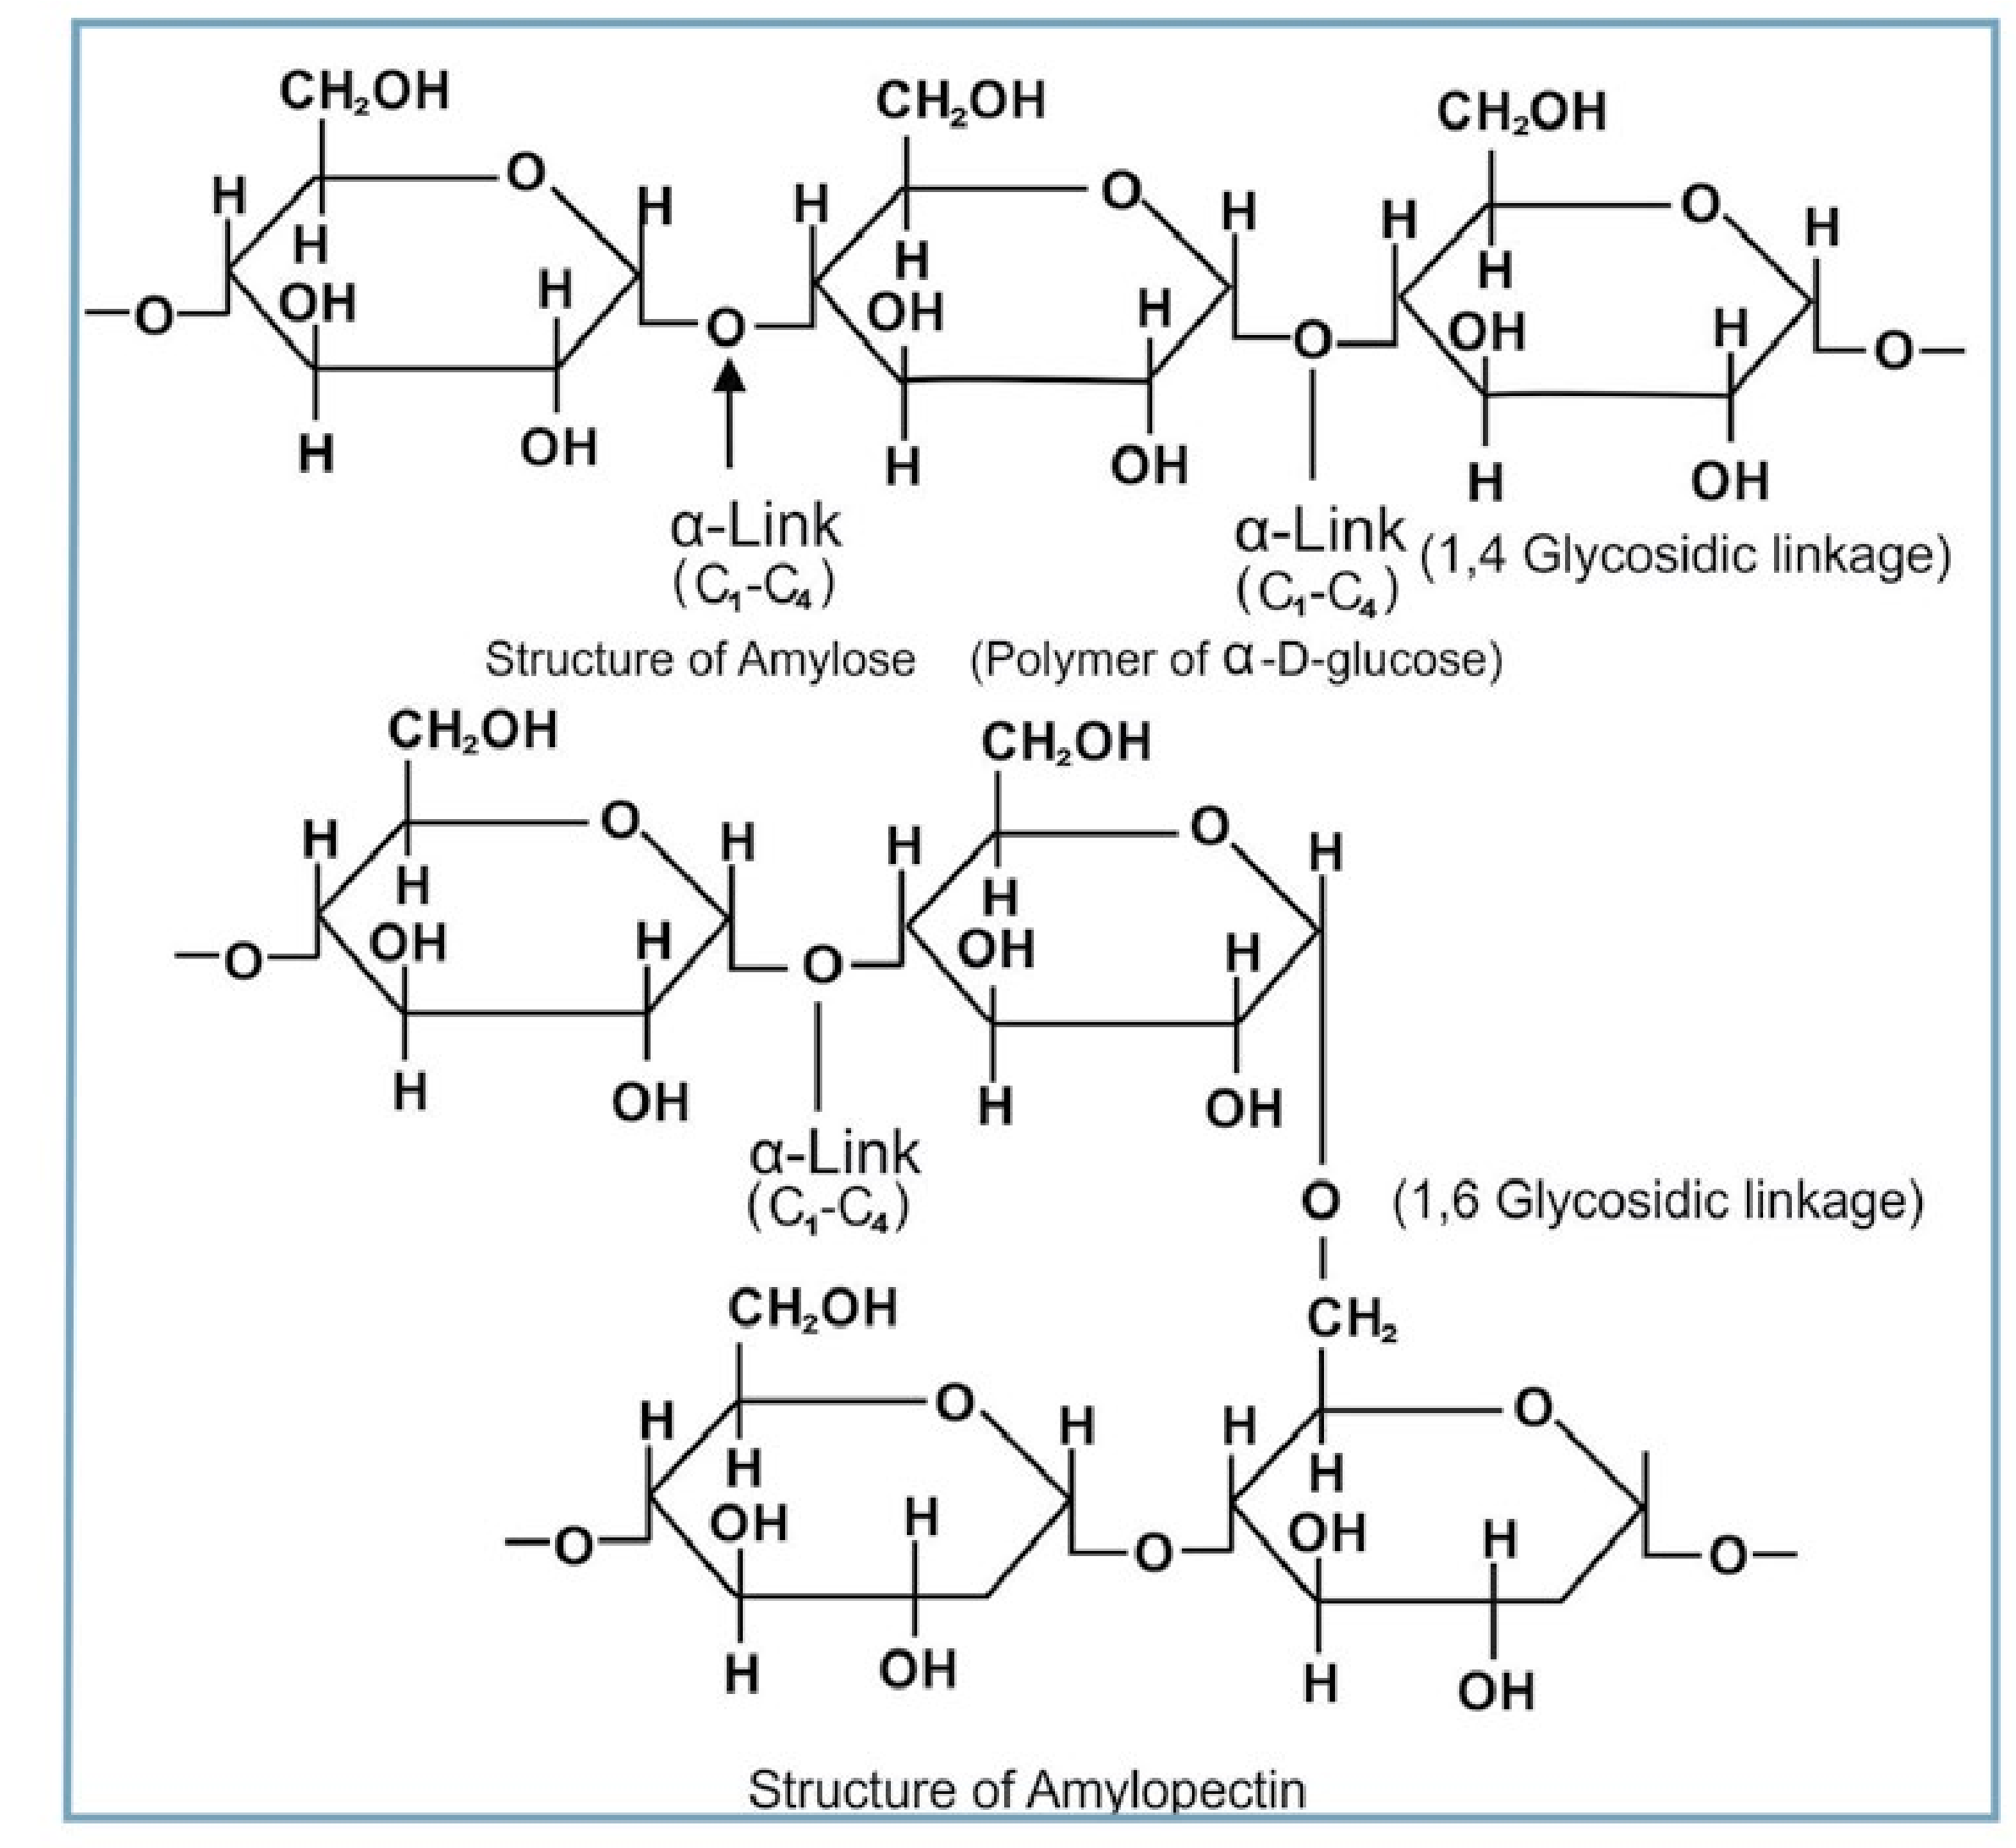 CH₂OH CH₂OH CH₂OH
H O H H O H H O H
H H H
OH H OH H OH H
—O O O O—
H OH H OH H OH
α-Link α-Link (1,4 Glycosidic linkage)
(C₁-C₄) (C₁-C₄)
Structure of Amylose (Polymer of α-D-glucose)
CH₂OH CH₂OH
H O H H O H
H H
OH H OH H
—O O
H OH H OH
α-Link
(C₁-C₄)
O (1,6 Glycosidic linkage)
CH₂OH CH₂
H O H H O
H H
OH H OH H
—O O O—
H OH H OH
Structure of Amylopectin